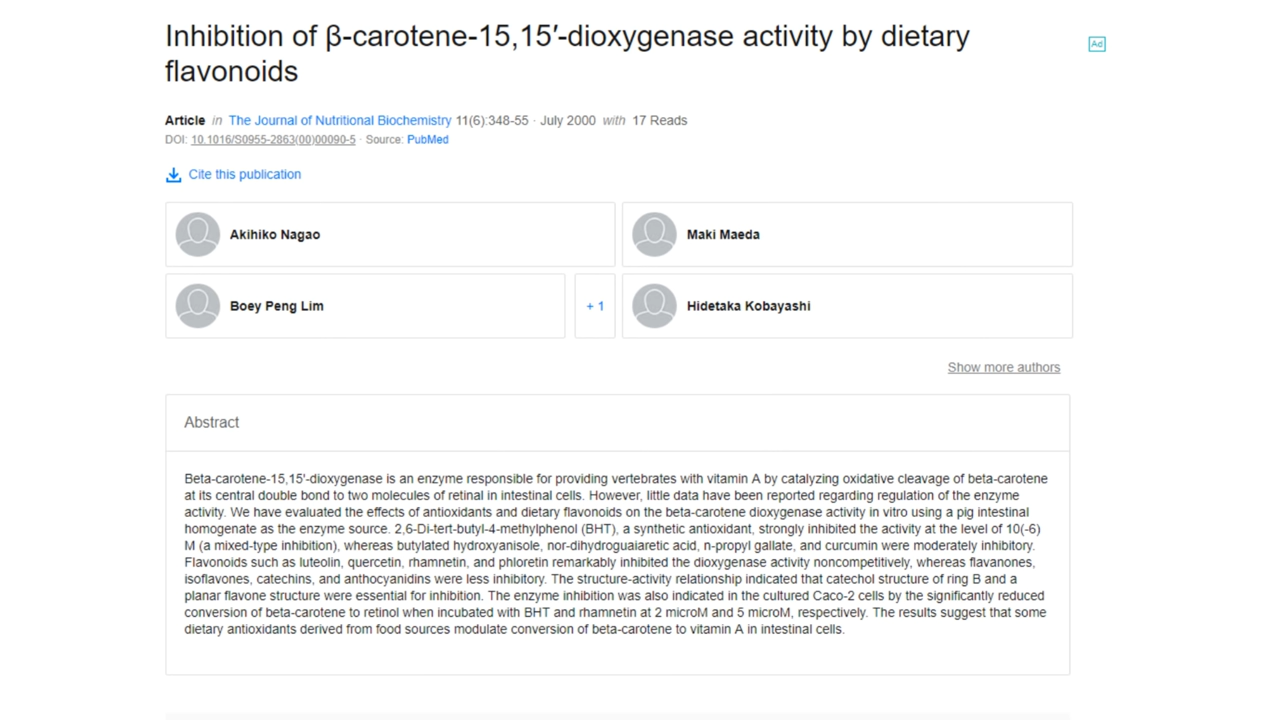 Inhibition of β-carotene-15,15′-dioxygenase activity by dietary
flavonoids
Ad
Article in The Journal of Nutritional Biochemistry 11(6):348-55 · July 2000 with 17 Reads
DOI: 10.1016/S0955-2863(00)00090-5 · Source: PubMed
Cite this publication
Akihiko Nagao
Maki Maeda
Boey Peng Lim
+ 1
Hidetaka Kobayashi
Show more authors
Abstract
Beta-carotene-15,15'-dioxygenase is an enzyme responsible for providing vertebrates with vitamin A by catalyzing oxidative cleavage of beta-carotene
at its central double bond to two molecules of retinal in intestinal cells. However, little data have been reported regarding regulation of the enzyme
activity. We have evaluated the effects of antioxidants and dietary flavonoids on the beta-carotene dioxygenase activity in vitro using a pig intestinal
homogenate as the enzyme source. 2,6-Di-tert-butyl-4-methylphenol (BHT), a synthetic antioxidant, strongly inhibited the activity at the level of 10(-6)
M (a mixed-type inhibition), whereas butylated hydroxyanisole, nor-dihydroguaiaretic acid, n-propyl gallate, and curcumin were moderately inhibitory.
Flavonoids such as luteolin, quercetin, rhamnetin, and phloretin remarkably inhibited the dioxygenase activity noncompetitively, whereas flavanones,
isoflavones, catechins, and anthocyanidins were less inhibitory. The structure-activity relationship indicated that catechol structure of ring B and a
planar flavone structure were essential for inhibition. The enzyme inhibition was also indicated in the cultured Caco-2 cells by the significantly reduced
conversion of beta-carotene to retinol when incubated with BHT and rhamnetin at 2 microM and 5 microM, respectively. The results suggest that some
dietary antioxidants derived from food sources modulate conversion of beta-carotene to vitamin A in intestinal cells.